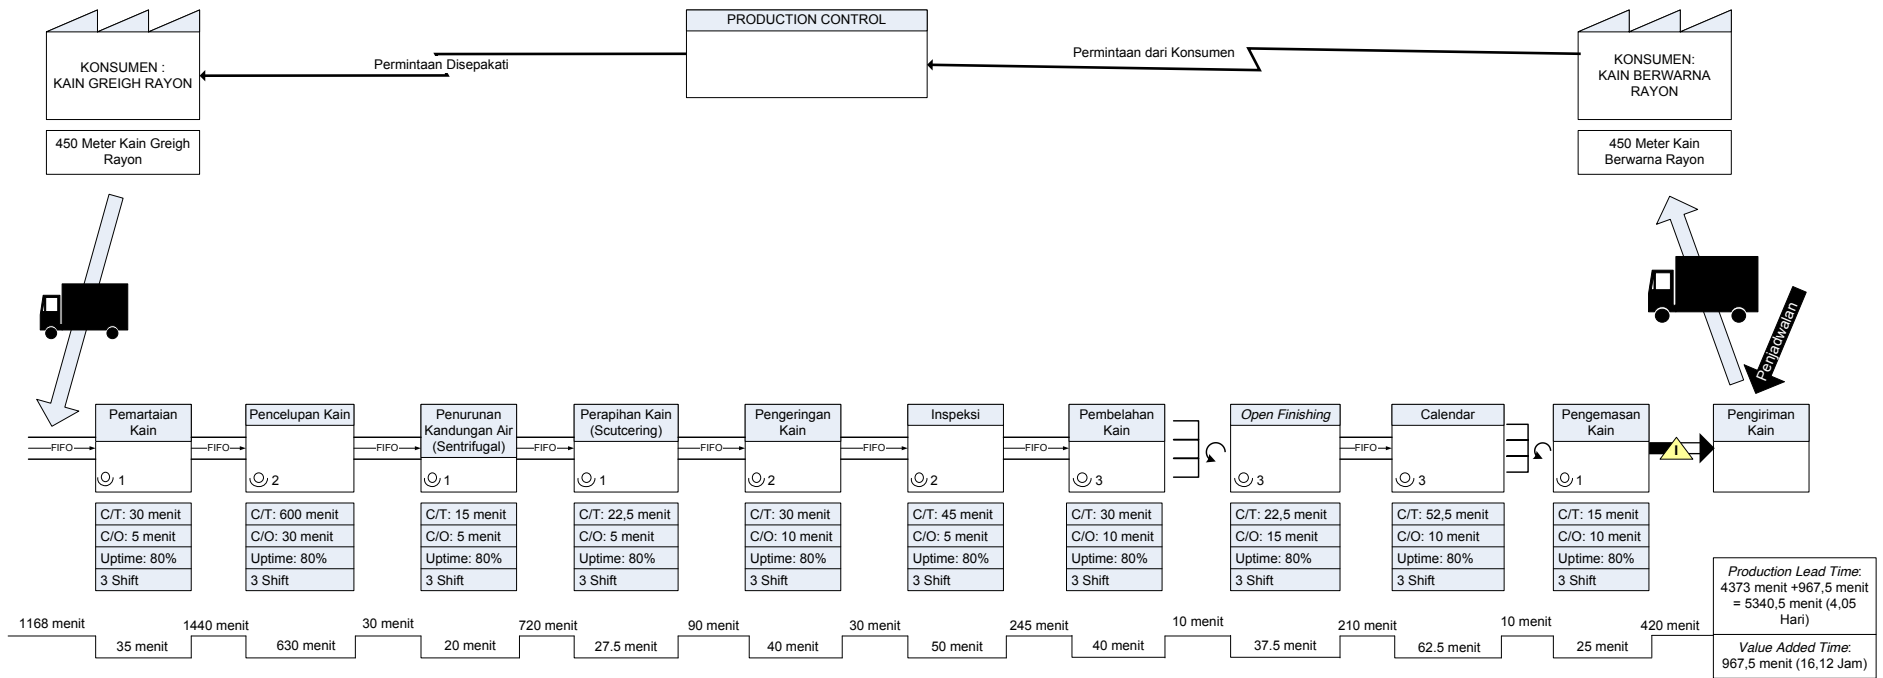 PRODUCTION CONTROL
KONSUMEN :
KAIN GREIGH RAYON
Permintaan Disepakati
Permintaan dari Konsumen
KONSUMEN:
KAIN BERWARNA
RAYON
450 Meter Kain Greigh
Rayon
450 Meter Kain
Berwarna Rayon
Penjadwalan
FIFO
Pemartaian
Kain
1
C/T: 30 menit
C/O: 5 menit
Uptime: 80%
3 Shift
FIFO
Pencelupan Kain
2
C/T: 600 menit
C/O: 30 menit
Uptime: 80%
3 Shift
FIFO
Penurunan
Kandungan Air
(Sentrifugal)
1
C/T: 15 menit
C/O: 5 menit
Uptime: 80%
3 Shift
FIFO
Perapihan Kain
(Scutcering)
1
C/T: 22,5 menit
C/O: 5 menit
Uptime: 80%
3 Shift
FIFO
Pengeringan
Kain
2
C/T: 30 menit
C/O: 10 menit
Uptime: 80%
3 Shift
FIFO
Inspeksi
2
C/T: 45 menit
C/O: 5 menit
Uptime: 80%
3 Shift
FIFO
Pembelahan
Kain
3
C/T: 30 menit
C/O: 10 menit
Uptime: 80%
3 Shift
Open Finishing
3
C/T: 22,5 menit
C/O: 15 menit
Uptime: 80%
3 Shift
FIFO
Calendar
3
C/T: 52,5 menit
C/O: 10 menit
Uptime: 80%
3 Shift
Pengemasan
Kain
1
C/T: 15 menit
C/O: 10 menit
Uptime: 80%
3 Shift
I
Pengiriman
Kain
1168 menit
35 menit
1440 menit
630 menit
30 menit
20 menit
720 menit
27.5 menit
90 menit
40 menit
30 menit
50 menit
245 menit
40 menit
10 menit
37.5 menit
210 menit
62.5 menit
10 menit
25 menit
420 menit
Production Lead Time:
4373 menit +967,5 menit
= 5340,5 menit (4,05
Hari)
Value Added Time:
967,5 menit (16,12 Jam)